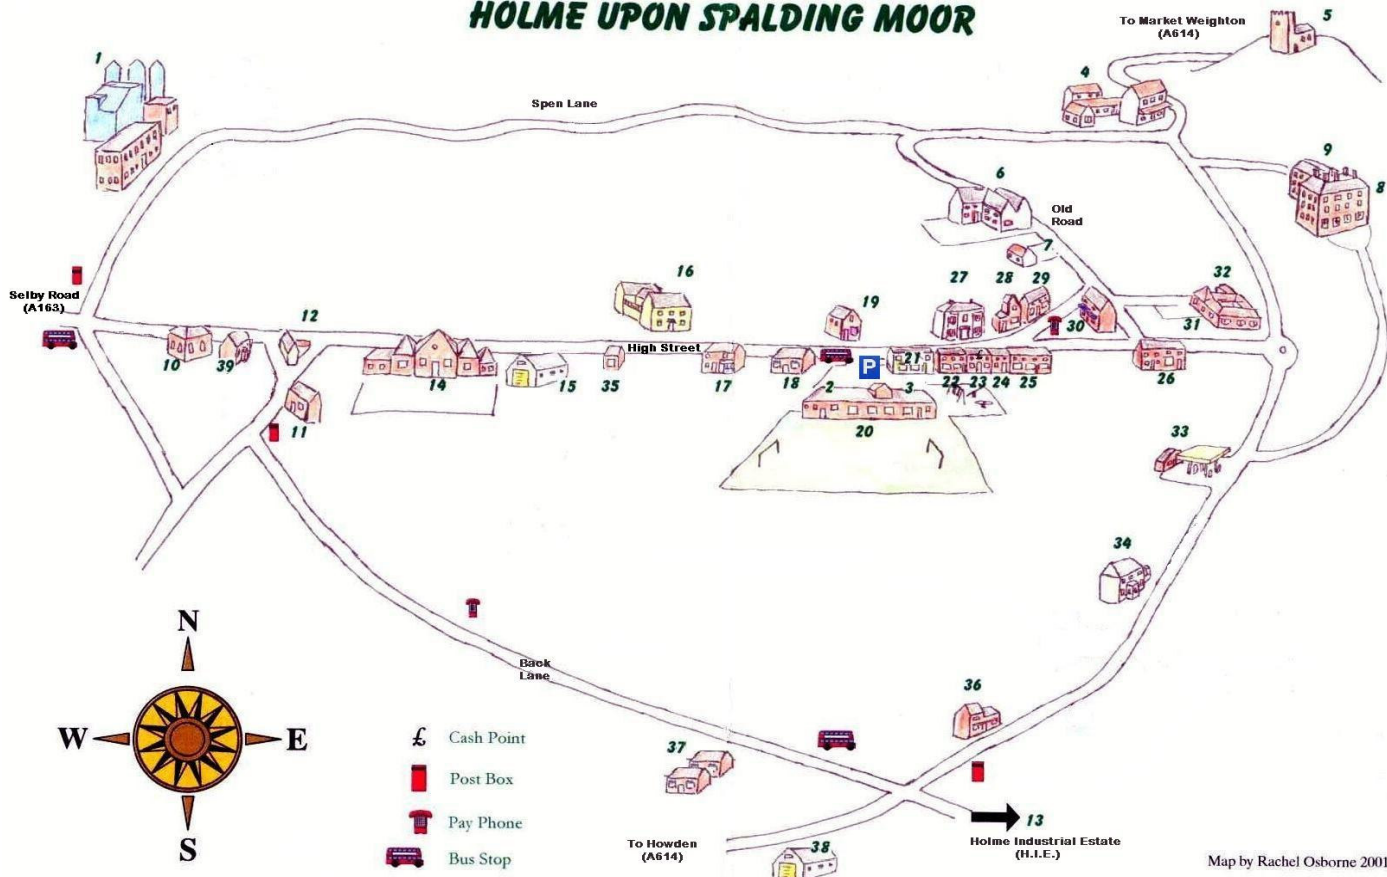 HOLME UPON SPALDING MOOR
To Market Weighton
(A614)
5
1
4
Spen Lane
9
8
6
Old
Road
7
Selby Road
(A163)
16
27
28
29
32
19
12
30
31
High Street
10
39
14
15
35
17
18
P
21
£
22
23
24
25
26
2
3
11
20
33
34
Back
Lane
N
W
E
S
36
37
£ Cash Point
Post Box
Pay Phone
Bus Stop
13
To Howden
(A614)
38
Holme Industrial Estate
(H.I.E.)
Map by Rachel Osborne 2001